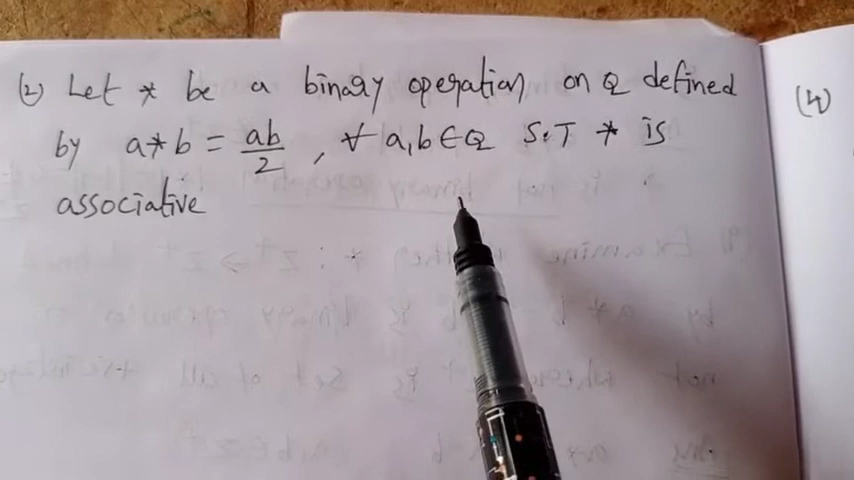 (2) Let * be a binary operation on Q defined
by a*b = ab/2 , ∀ a,b ∈ Q S.T * is
associative
(4)